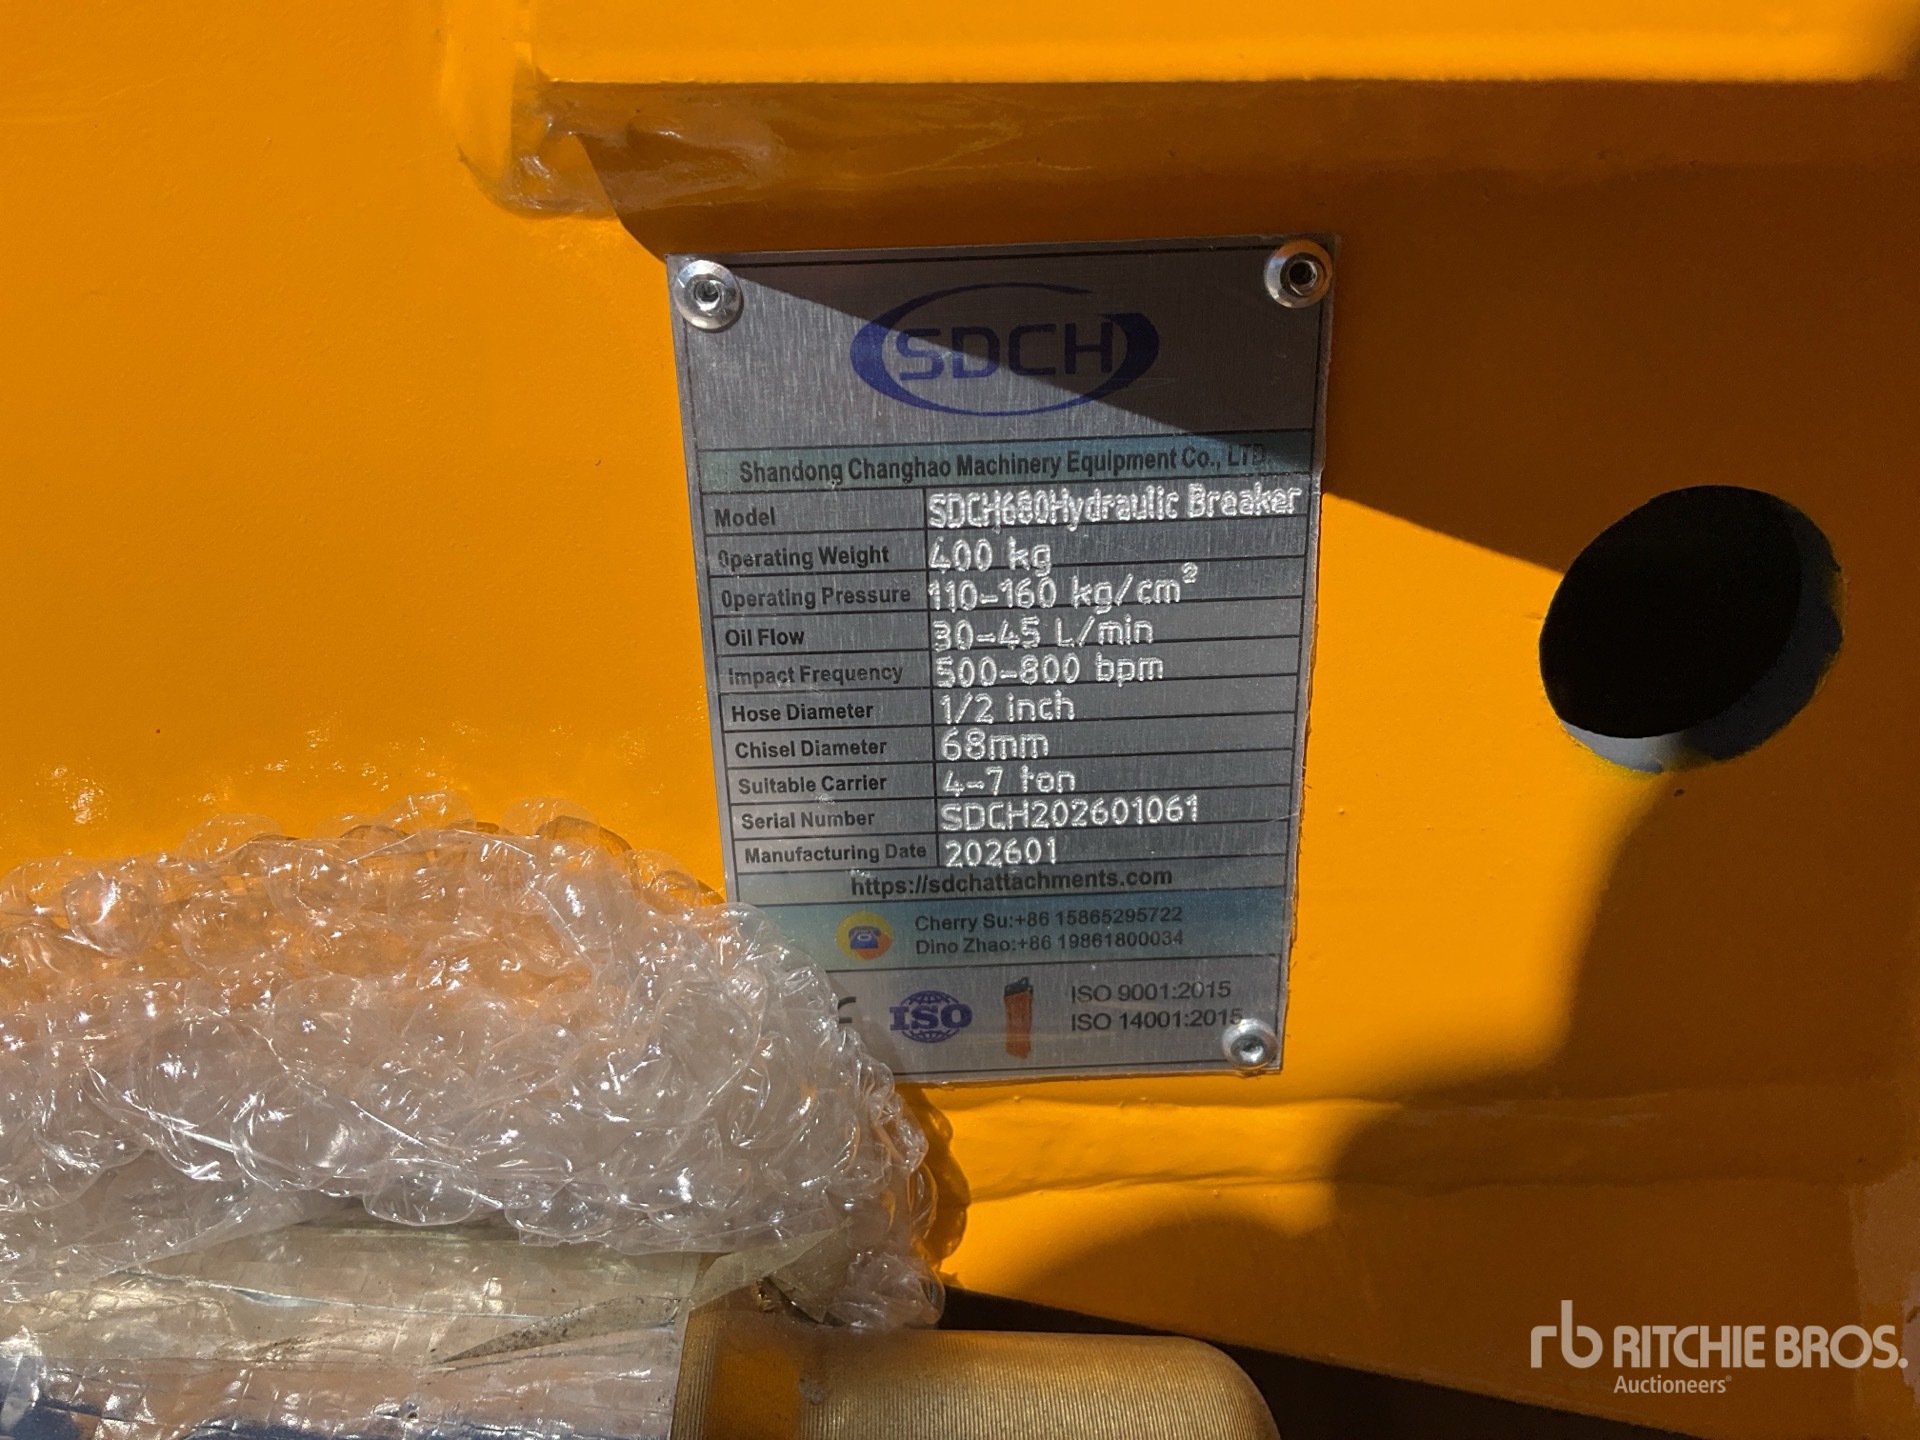 SDCH
Shandong Changhao Machinery Equipment Co., LTD.
Model SDCH680Hydraulic Breaker
Operating Weight 400 kg
Operating Pressure 110-160 kg/cm²
Oil Flow 30-45 L/min
Impact Frequency 500-800 bpm
Hose Diameter 1/2 inch
Chisel Diameter 68mm
Suitable Carrier 4-7 ton
Serial Number SDCH202601061
Manufacturing Date 202601
https://sdchattachments.com
Cherry Su:+86 15865295722
Dino Zhao:+86 19861800034
ISO
ISO 9001:2015
ISO 14001:2015
rb RITCHIE BROS.
Auctioneers®